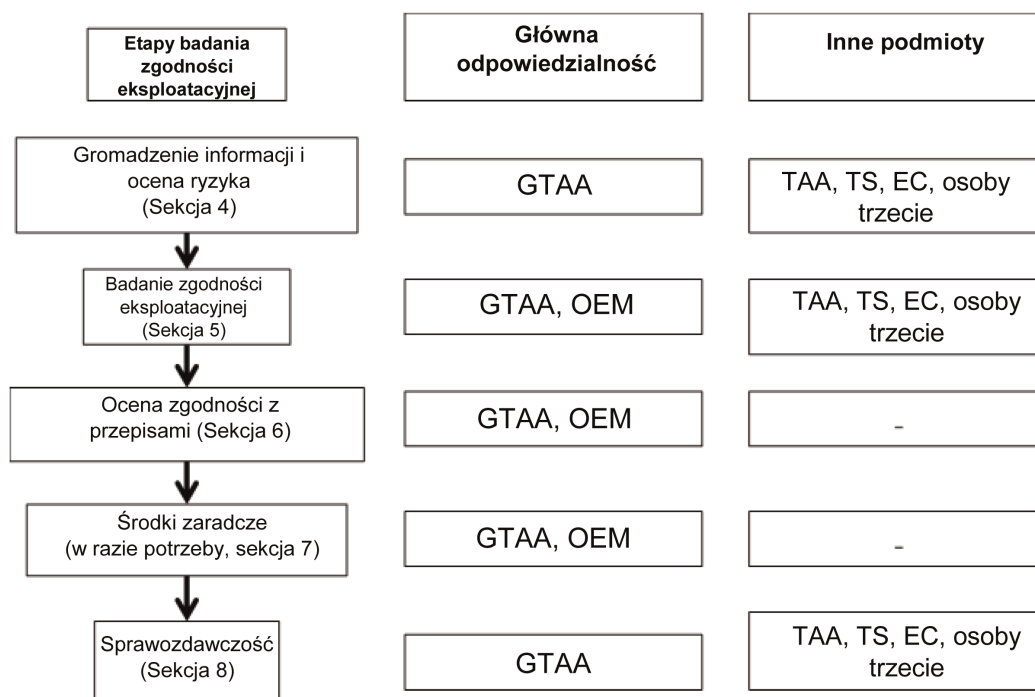 Etapy badania
zgodności
eksploatacyjnej
Główna
odpowiedzialność
Inne podmioty
Gromadzenie informacji i
ocena ryzyka
(Sekcja 4)
GTAA
TAA, TS, EC, osoby
trzecie
Badanie zgodności
eksploatacyjnej
(Sekcja 5)
GTAA, OEM
TAA, TS, EC, osoby
trzecie
Ocena zgodności z
przepisami (Sekcja 6)
GTAA, OEM
-
Środki zaradcze
(w razie potrzeby, sekcja 7)
GTAA, OEM
-
Sprawozdawczość
(Sekcja 8)
GTAA
TAA, TS, EC, osoby
trzecie